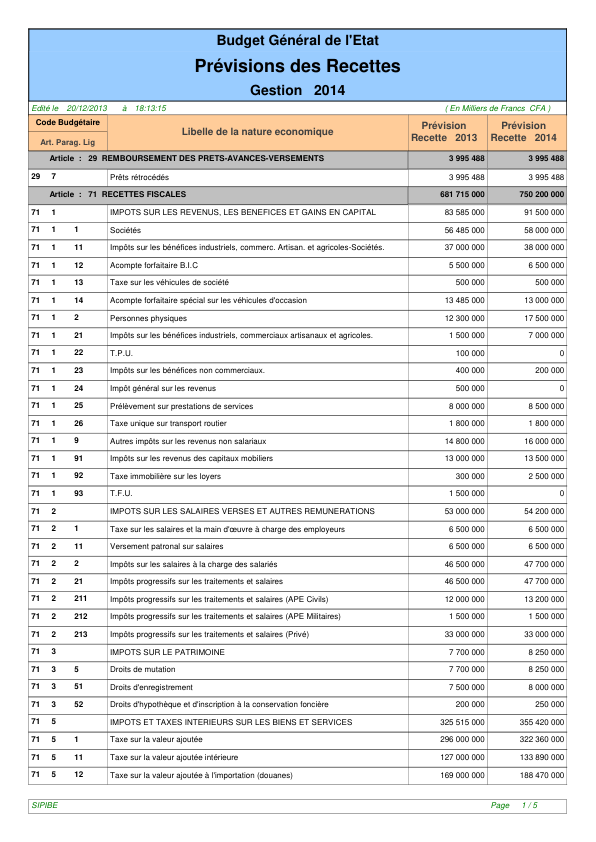 Budget Général de l'Etat
Prévisions des Recettes
Gestion 2014
Edité le 20/12/2013 à 18:13:15 ( En Milliers de Francs CFA )
Code Budgétaire
Art. Parag. Lig
Libelle de la nature economique
Prévision Recette 2013
Prévision Recette 2014
Article : 29 REMBOURSEMENT DES PRETS-AVANCES-VERSEMENTS 3 995 488 3 995 488
29 7 Prêts rétrocédés 3 995 488 3 995 488
Article : 71 RECETTES FISCALES 681 715 000 750 200 000
71 1 IMPOTS SUR LES REVENUS, LES BENEFICES ET GAINS EN CAPITAL 83 585 000 91 500 000
71 1 1 Sociétés 56 485 000 58 000 000
71 1 11 Impôts sur les bénéfices industriels, commerc. Artisan. et agricoles-Sociétés. 37 000 000 38 000 000
71 1 12 Acompte forfaitaire B.I.C 5 500 000 6 500 000
71 1 13 Taxe sur les véhicules de société 500 000 500 000
71 1 14 Acompte forfaitaire spécial sur les véhicules d'occasion 13 485 000 13 000 000
71 1 2 Personnes physiques 12 300 000 17 500 000
71 1 21 Impôts sur les bénéfices industriels, commerciaux artisanaux et agricoles. 1 500 000 7 000 000
71 1 22 T.P.U. 100 000 0
71 1 23 Impôts sur les bénéfices non commerciaux. 400 000 200 000
71 1 24 Impôt général sur les revenus 500 000 0
71 1 25 Prélèvement sur prestations de services 8 000 000 8 500 000
71 1 26 Taxe unique sur transport routier 1 800 000 1 800 000
71 1 9 Autres impôts sur les revenus non salariaux 14 800 000 16 000 000
71 1 91 Impôts sur les revenus des capitaux mobiliers 13 000 000 13 500 000
71 1 92 Taxe immobilière sur les loyers 300 000 2 500 000
71 1 93 T.F.U. 1 500 000 0
71 2 IMPOTS SUR LES SALAIRES VERSES ET AUTRES REMUNERATIONS 53 000 000 54 200 000
71 2 1 Taxe sur les salaires et la main d'œuvre à charge des employeurs 6 500 000 6 500 000
71 2 11 Versement patronal sur salaires 6 500 000 6 500 000
71 2 2 Impôts sur les salaires à la charge des salariés 46 500 000 47 700 000
71 2 21 Impôts progressifs sur les traitements et salaires 46 500 000 47 700 000
71 2 211 Impôts progressifs sur les traitements et salaires (APE Civils) 12 000 000 13 200 000
71 2 212 Impôts progressifs sur les traitements et salaires (APE Militaires) 1 500 000 1 500 000
71 2 213 Impôts progressifs sur les traitements et salaires (Privé) 33 000 000 33 000 000
71 3 IMPOTS SUR LE PATRIMOINE 7 700 000 8 250 000
71 3 5 Droits de mutation 7 700 000 8 250 000
71 3 51 Droits d'enregistrement 7 500 000 8 000 000
71 3 52 Droits d'hypothèque et d'inscription à la conservation foncière 200 000 250 000
71 5 IMPOTS ET TAXES INTERIEURS SUR LES BIENS ET SERVICES 325 515 000 355 420 000
71 5 1 Taxe sur la valeur ajoutée 296 000 000 322 360 000
71 5 11 Taxe sur la valeur ajoutée intérieure 127 000 000 133 890 000
71 5 12 Taxe sur la valeur ajoutée à l'importation (douanes) 169 000 000 188 470 000
SIPIBE Page 1 / 5